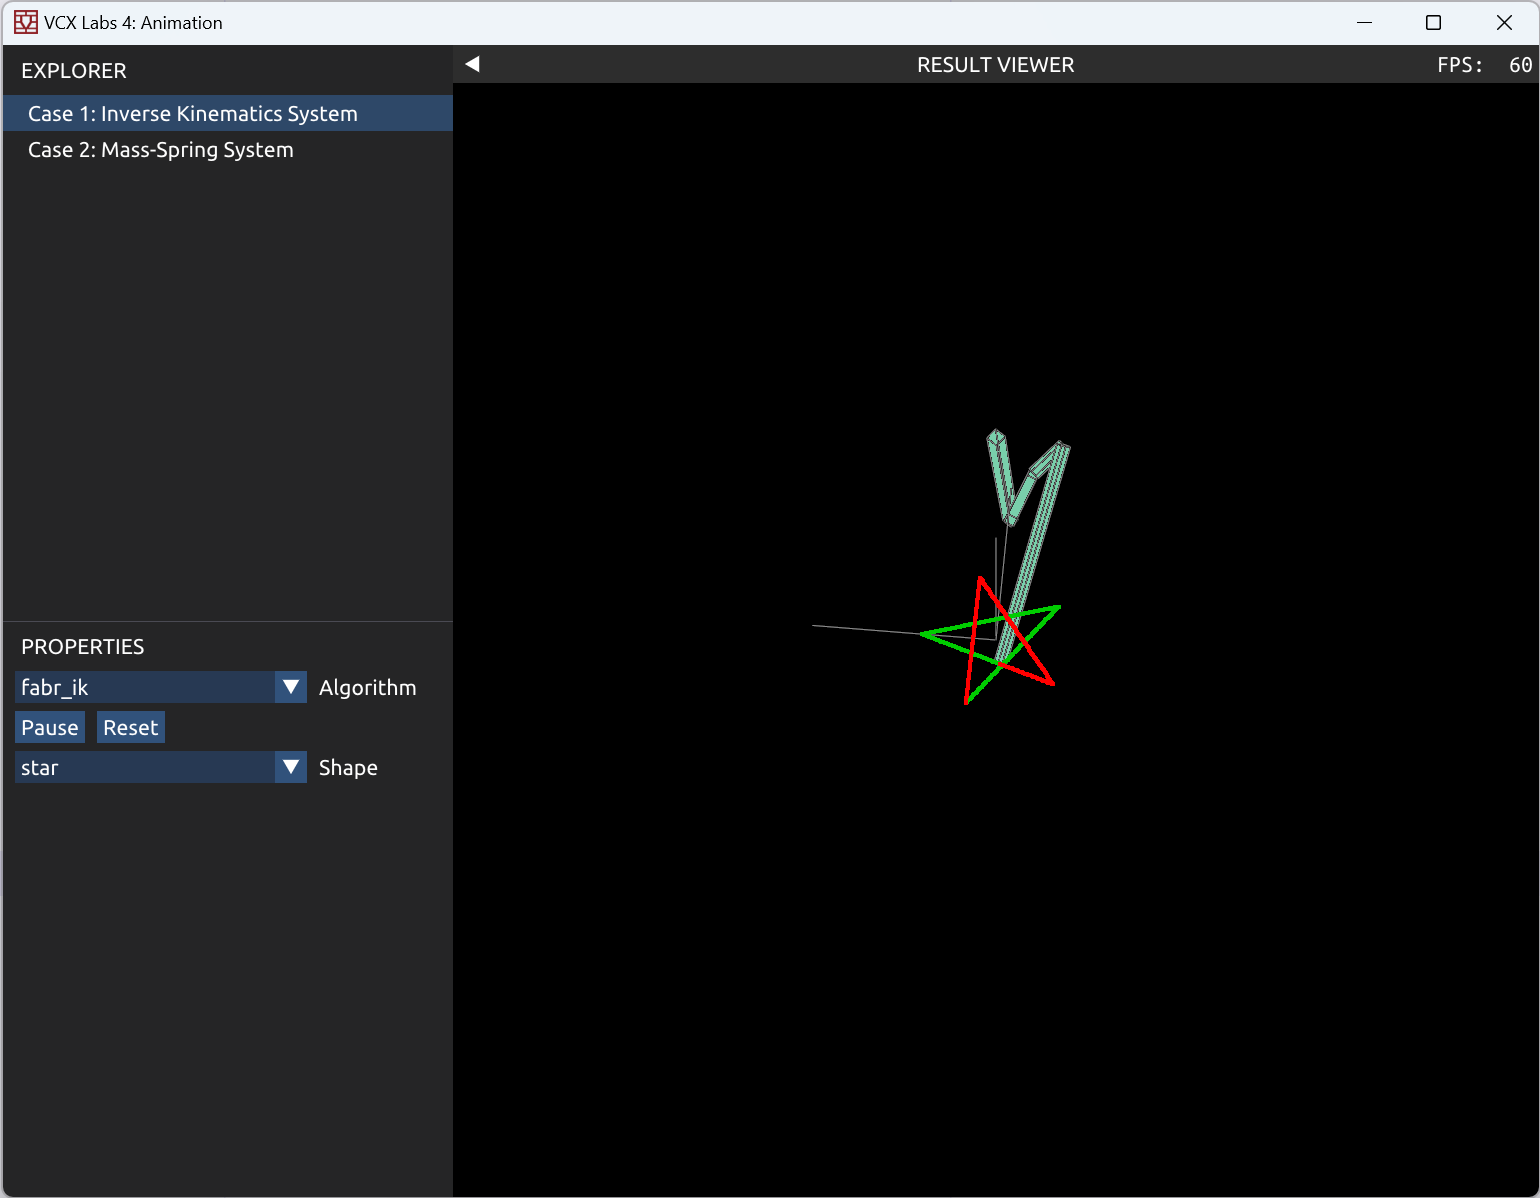 VCX Labs 4: Animation
EXPLORER
RESULT VIEWER
FPS: 60
Case 1: Inverse Kinematics System
Case 2: Mass-Spring System
PROPERTIES
fabr_ik Algorithm
Pause Reset
star Shape